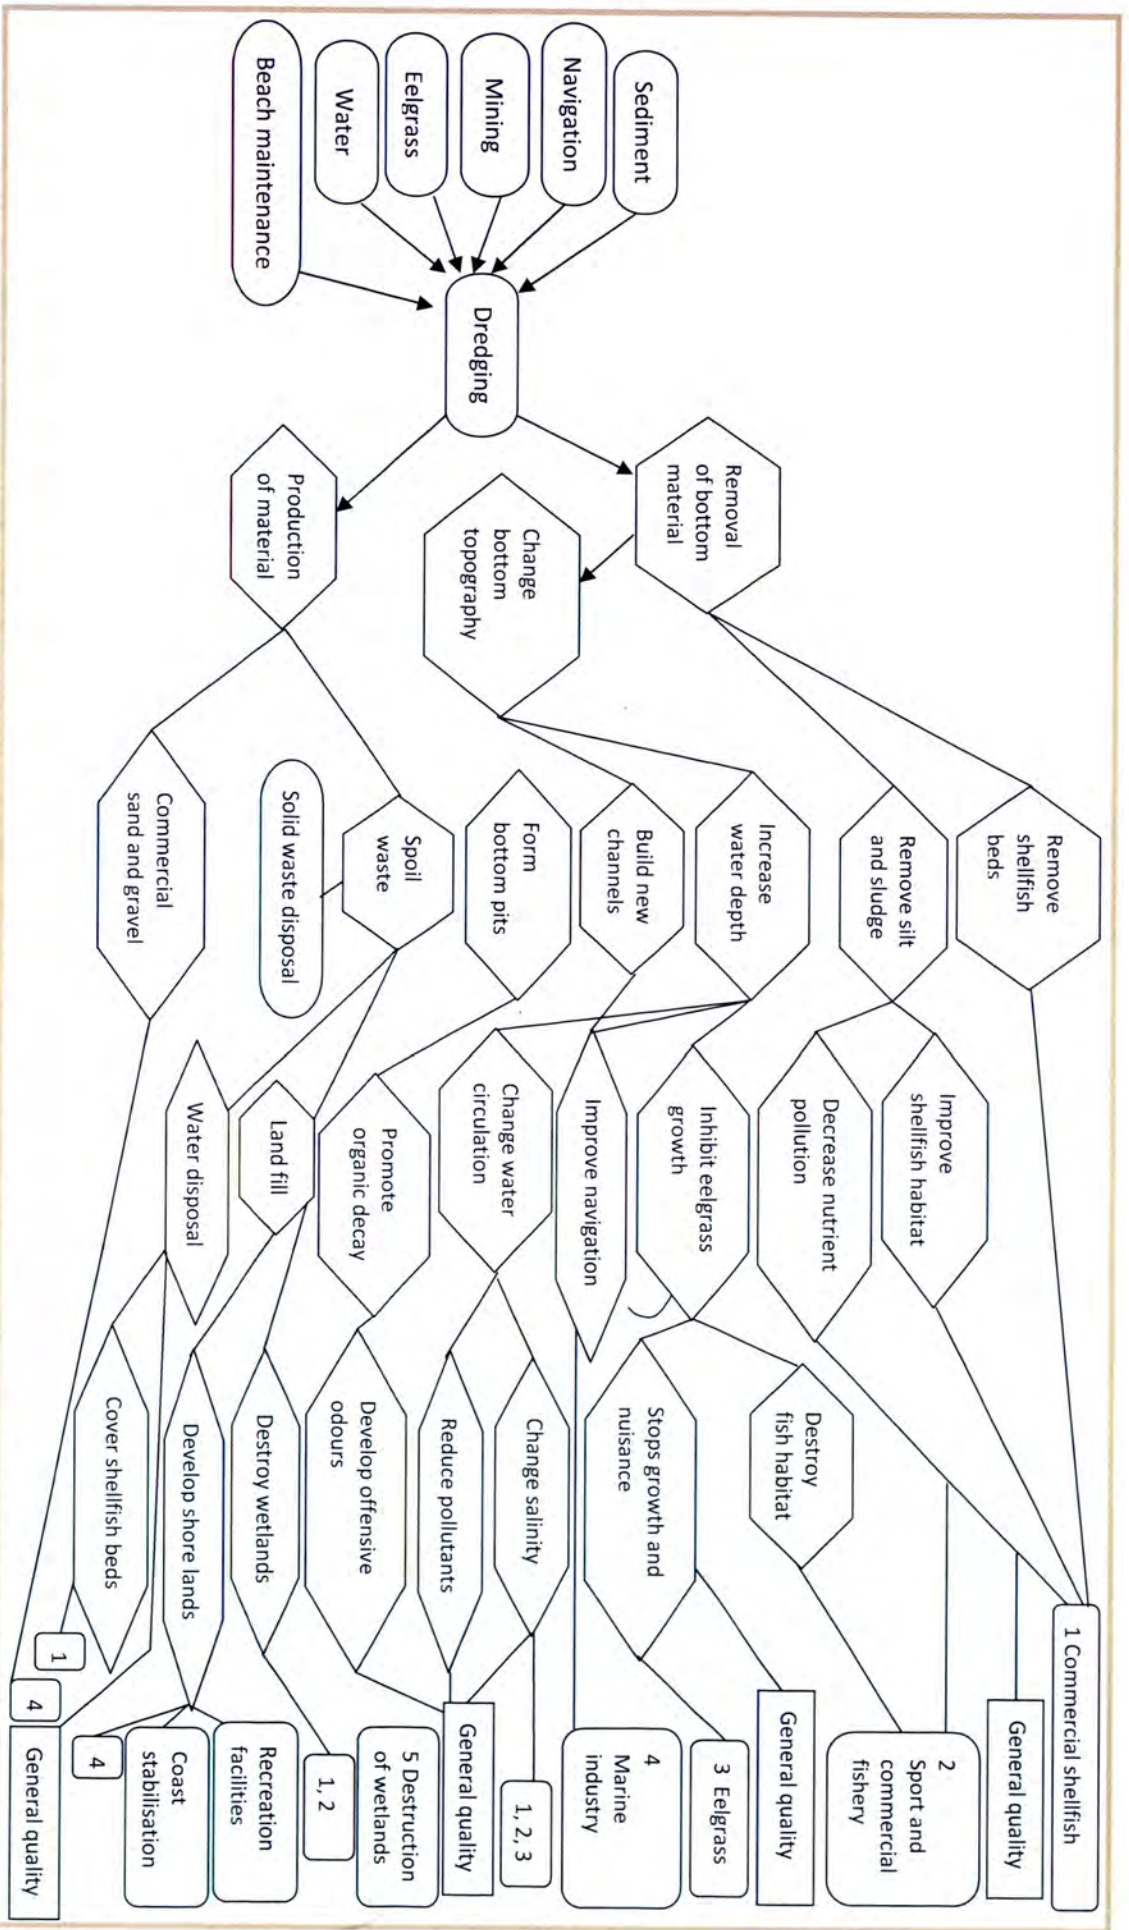 Sediment
Navigation
Mining
Eelgrass
Water
Beach maintenance
Dredging
Removal
of bottom
material
Change
bottom
topography
Production
of material
Remove
shellfish
beds
Remove silt
and sludge
Increase
water depth
Build new
channels
Form
bottom pits
Spoil
waste
Solid waste disposal
Commercial
sand and gravel
Improve
shellfish habitat
Decrease nutrient
pollution
Inhibit eelgrass
growth
Improve navigation
Change water
circulation
Promote
organic decay
Land fill
Water disposal
Destroy
fish habitat
Stops growth and
nuisance
Change salinity
Reduce pollutants
Develop offensive
odours
Destroy wetlands
Develop shore lands
Cover shellfish beds
1 Commercial shellfish
General quality
2
Sport and
commercial
fishery
General quality
3 Eelgrass
4
Marine
industry
1, 2, 3
General quality
5 Destruction
of wetlands
1, 2
Recreation
facilities
Coast
stabilisation
4
1
4
General quality